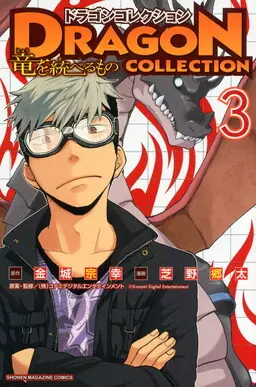 ドラゴンコレクション
DRAGON
竜を統べるもの
COLLECTION
3
原作
金城宗幸
漫画
芝野郷太
原案・監修/(株)コナミデジタルエンタテインメント
©Konami Digital Entertainment
SHONEN MAGAZINE COMICS